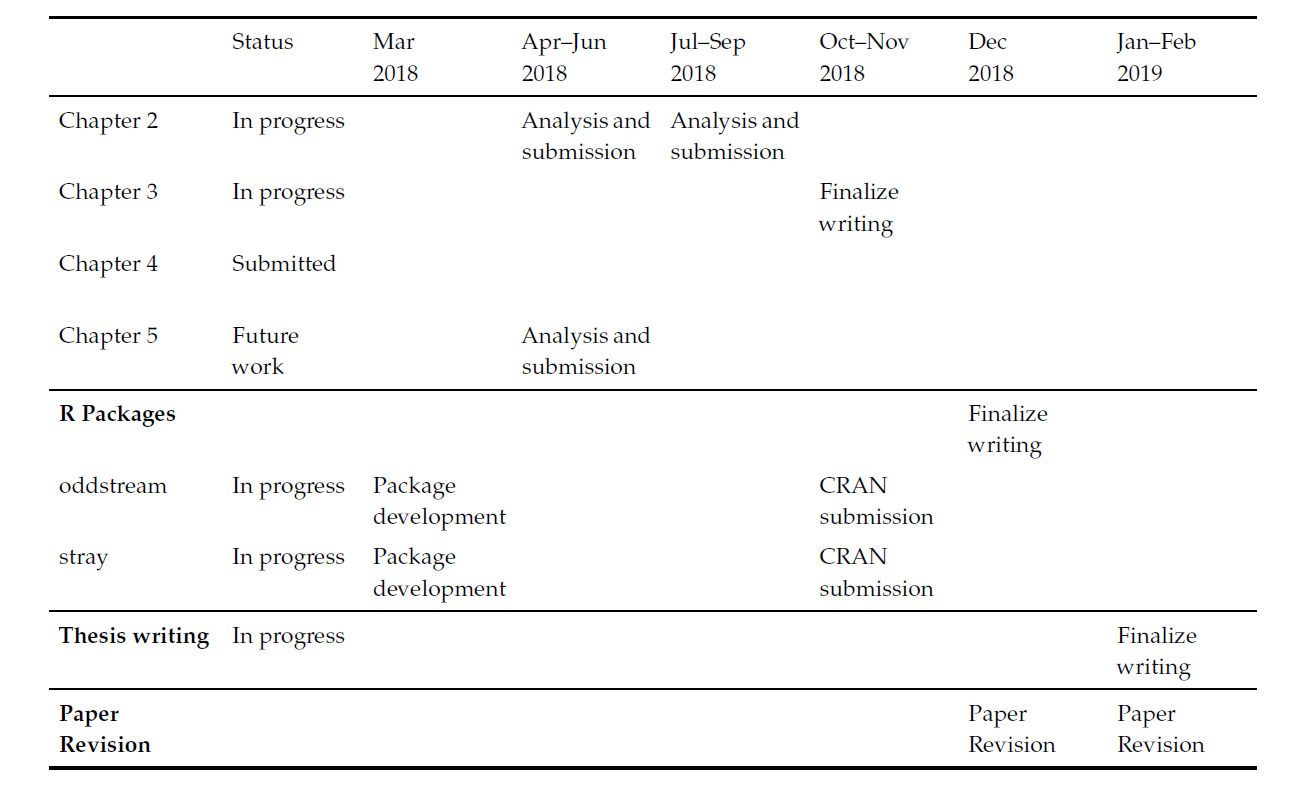 Status Mar Apr–Jun Jul–Sep Oct–Nov Dec Jan–Feb
2018 2018 2018 2018 2018 2019
Chapter 2 In progress Analysis and Analysis and
submission submission
Chapter 3 In progress Finalize
writing
Chapter 4 Submitted
Chapter 5 Future Analysis and
work submission
R Packages Finalize
writing
oddstream In progress Package CRAN
development submission
stray In progress Package CRAN
development submission
Thesis writing In progress Finalize
writing
Paper Paper Paper
Revision Revision Revision